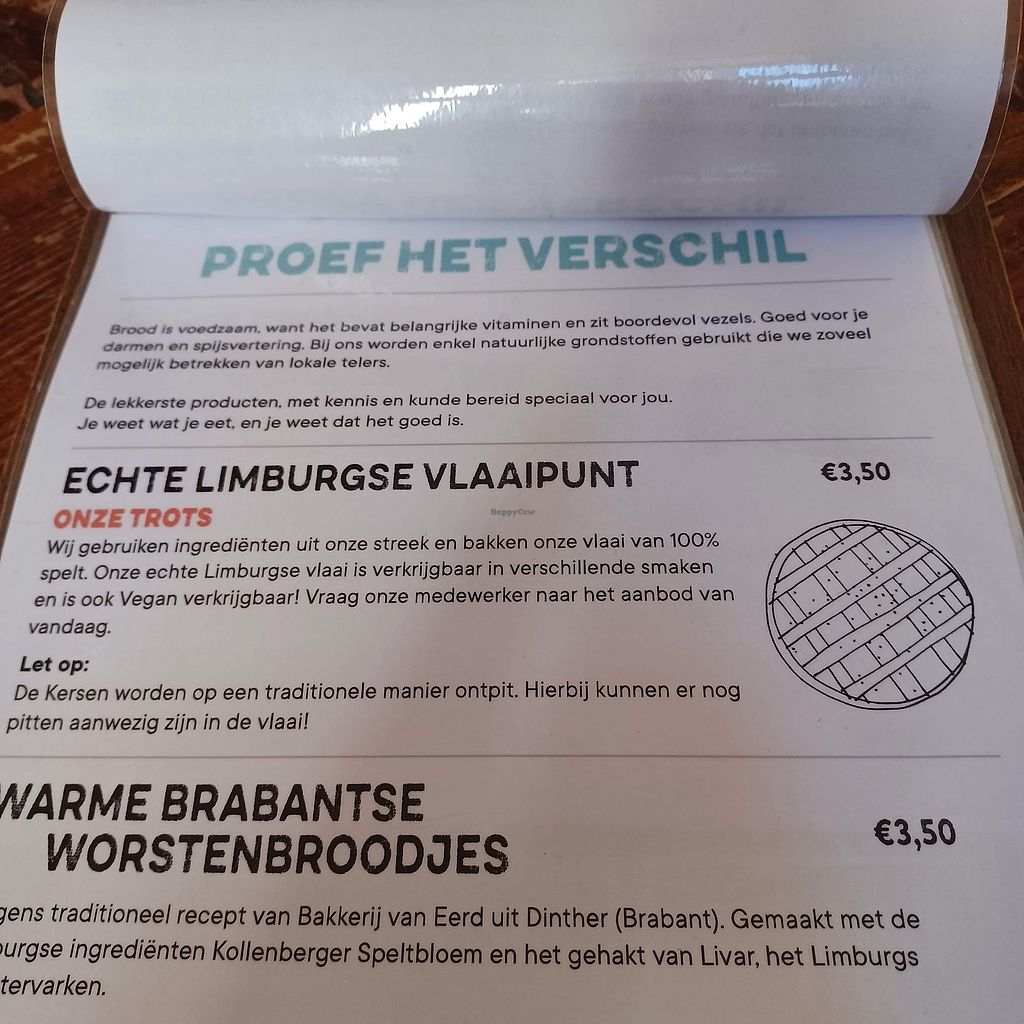 PROEF HET VERSCHIL
Brood is voedzaam, want het bevat belangrijke vitaminen en zit boordevol vezels. Goed voor je
darmen en spijsvertering. Bij ons worden enkel natuurlijke grondstoffen gebruikt die we zoveel
mogelijk betrekken van lokale telers.
De lekkerste producten, met kennis en kunde bereid speciaal voor jou.
Je weet wat je eet, en je weet dat het goed is.
ECHTE LIMBURGSE VLAAIPUNT €3,50
ONZE TROTS
HappyCow
Wij gebruiken ingrediënten uit onze streek en bakken onze vlaai van 100%
spelt. Onze echte Limburgse vlaai is verkrijgbaar in verschillende smaken
en is ook Vegan verkrijgbaar! Vraag onze medewerker naar het aanbod van
vandaag.
Let op:
De Kersen worden op een traditionele manier ontpit. Hierbij kunnen er nog
pitten aanwezig zijn in de vlaai!
WARME BRABANTSE
WORSTENBROODJES €3,50
gens traditioneel recept van Bakkerij van Eerd uit Dinther (Brabant). Gemaakt met de
burgse ingrediënten Kollenberger Speltbloem en het gehakt van Livar, het Limburgs
tervarken.